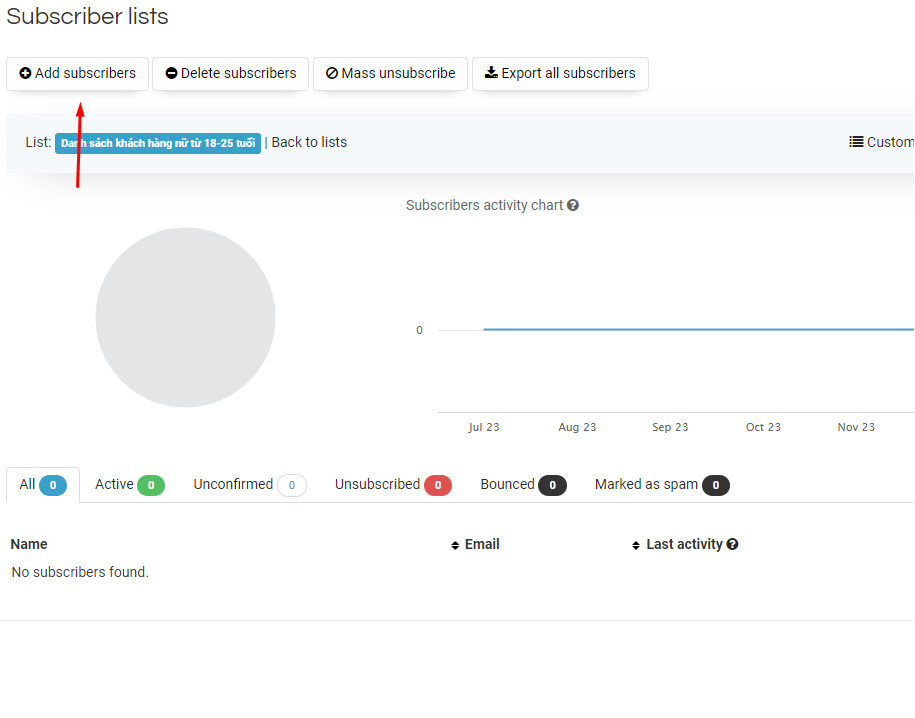 Subscriber lists
Add subscribers Delete subscribers Mass unsubscribe Export all subscribers
List: Danh sách khách hàng nữ từ 18-25 tuổi | Back to lists Custom
Subscribers activity chart
0
Jul 23 Aug 23 Sep 23 Oct 23 Nov 23
All 0 Active 0 Unconfirmed 0 Unsubscribed 0 Bounced 0 Marked as spam 0
Name Email Last activity
No subscribers found.